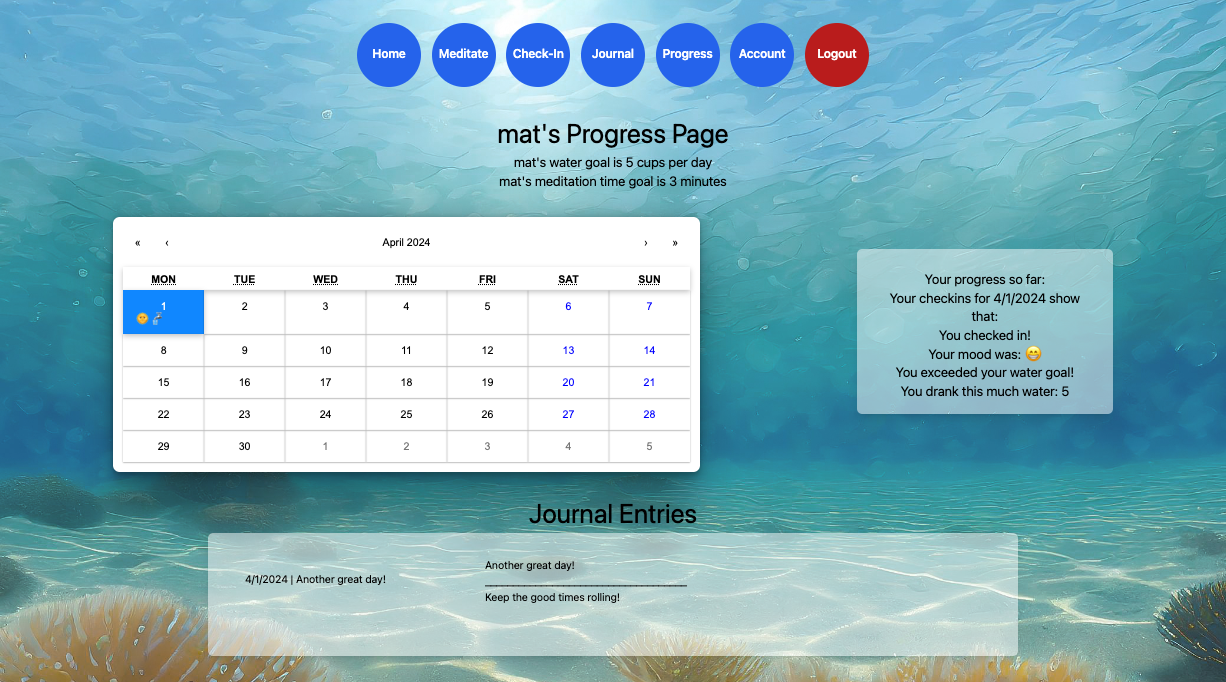 Home Meditate Check-In Journal Progress Account Logout
mat's Progress Page
mat's water goal is 5 cups per day
mat's meditation time goal is 3 minutes
« ‹ April 2024 › »
MON TUE WED THU FRI SAT SUN
1 2 3 4 5 6 7
🌞🚰
8 9 10 11 12 13 14
15 16 17 18 19 20 21
22 23 24 25 26 27 28
29 30 1 2 3 4 5
Your progress so far:
Your checkins for 4/1/2024 show
that:
You checked in!
Your mood was: 😁
You exceeded your water goal!
You drank this much water: 5
Journal Entries
4/1/2024 | Another great day!
Another great day!
Keep the good times rolling!